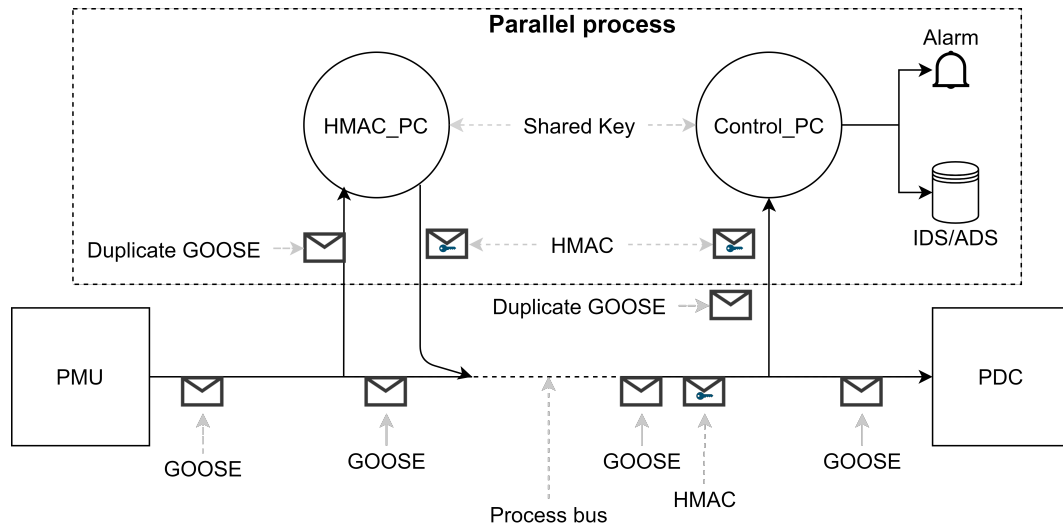 Parallel process
Alarm
HMAC_PC
Shared Key
Control_PC
IDS/ADS
Duplicate GOOSE
HMAC
Duplicate GOOSE
PMU
PDC
GOOSE
GOOSE
GOOSE
GOOSE
HMAC
Process bus